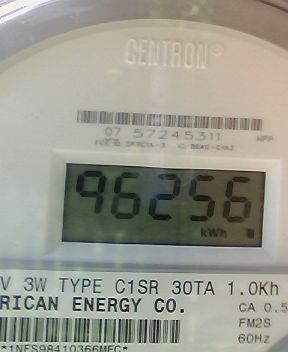 CENTRON®
07 57245311
96256
kWh
V 3W TYPE C1SR 30TA 1.0Kh
RICAN ENERGY CO.
CA 0.5
FM2S
60Hz
*1NES98410366MEC*